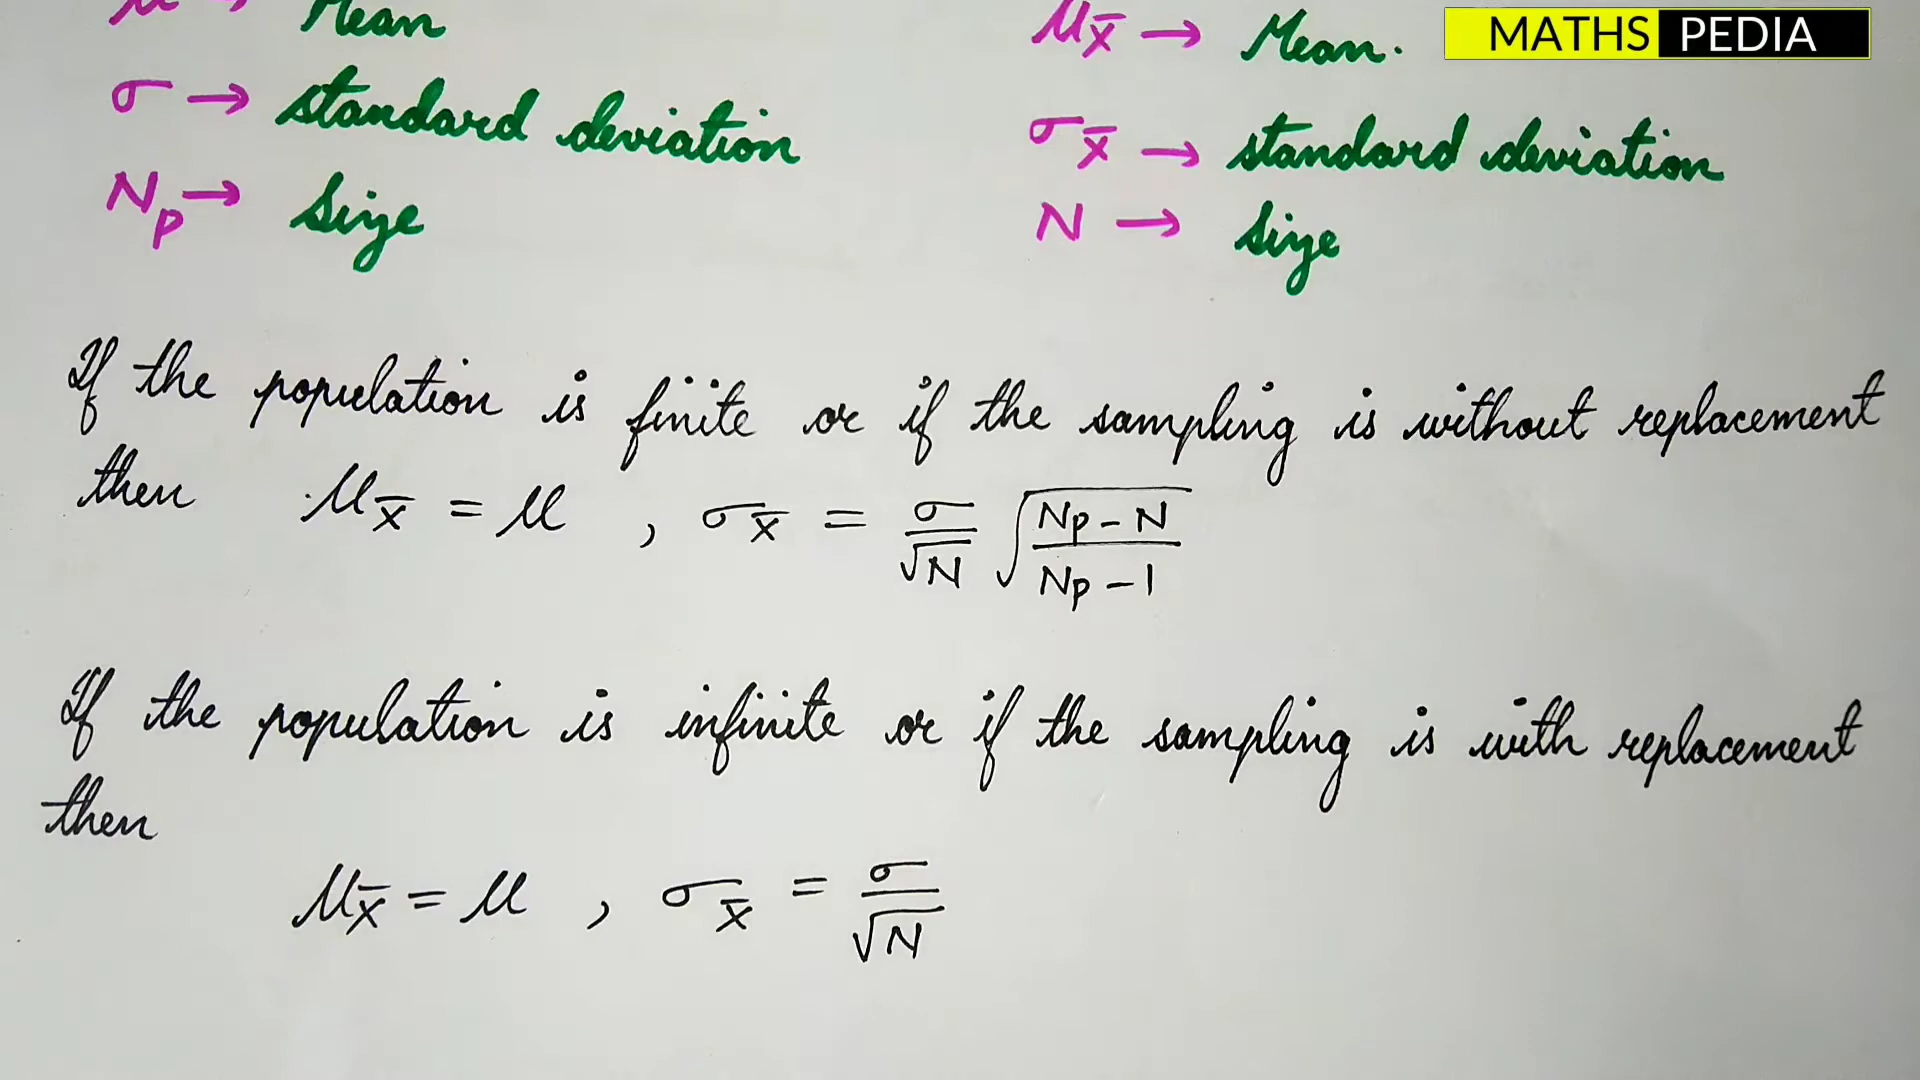 μ → Mean
μx̄ → Mean.
MATHS PEDIA
σ → standard deviation
σx̄ → standard deviation
Np → Size
N → Size
If the population is finite or if the sampling is without replacement
then μx̄ = μ , σx̄ = σ/√N √(Np - N / Np - 1)
If the population is infinite or if the sampling is with replacement
then
μx̄ = μ , σx̄ = σ/√N